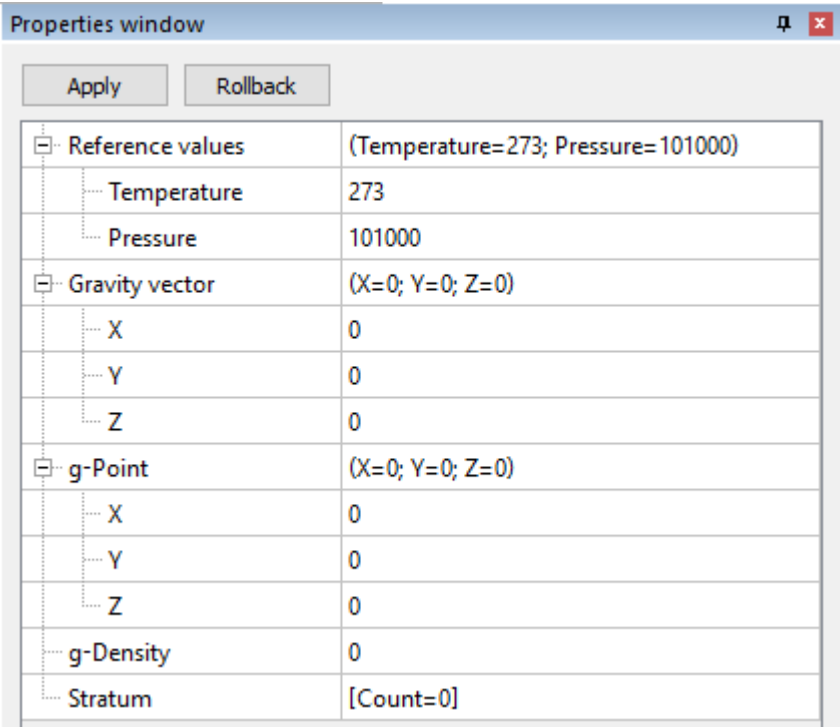 Properties window
Apply Rollback
Reference values (Temperature=273; Pressure=101000)
Temperature 273
Pressure 101000
Gravity vector (X=0; Y=0; Z=0)
X 0
Y 0
Z 0
g-Point (X=0; Y=0; Z=0)
X 0
Y 0
Z 0
g-Density 0
Stratum [Count=0]